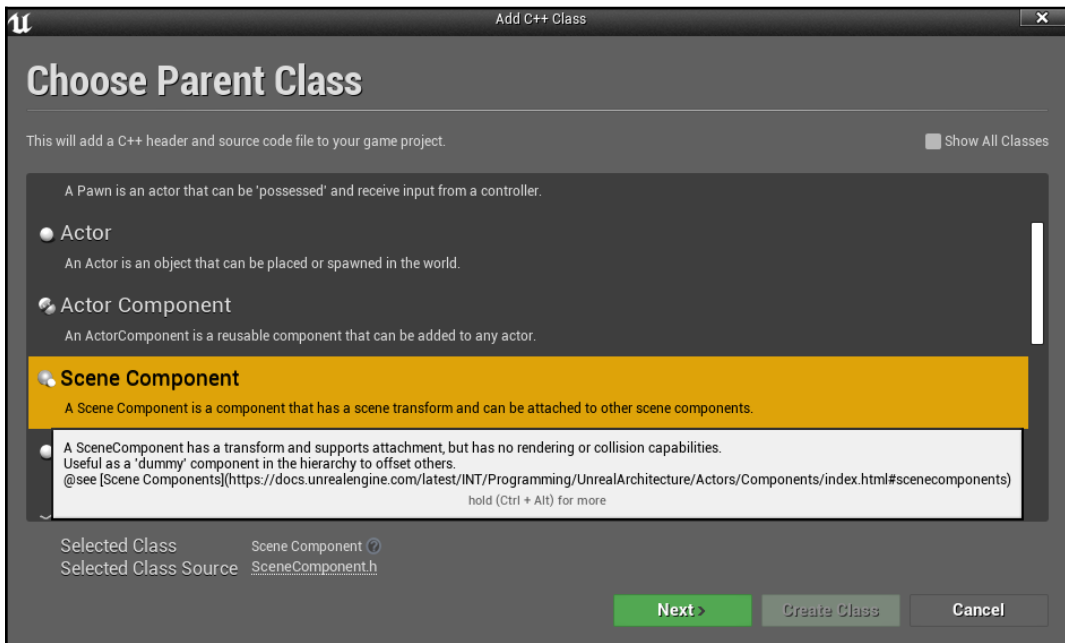 Add C++ Class
Choose Parent Class
This will add a C++ header and source code file to your game project.
Show All Classes
A Pawn is an actor that can be 'possessed' and receive input from a controller.
Actor
An Actor is an object that can be placed or spawned in the world.
Actor Component
An ActorComponent is a reusable component that can be added to any actor.
Scene Component
A Scene Component is a component that has a scene transform and can be attached to other scene components.
A SceneComponent has a transform and supports attachment, but has no rendering or collision capabilities.
Useful as a 'dummy' component in the hierarchy to offset others.
@see [Scene Components](https://docs.unrealengine.com/latest/INT/Programming/UnrealArchitecture/Actors/Components/index.html#scenecomponents)
hold (Ctrl + Alt) for more
Selected Class Scene Component ?
Selected Class Source SceneComponent.h
Next > Create Class Cancel